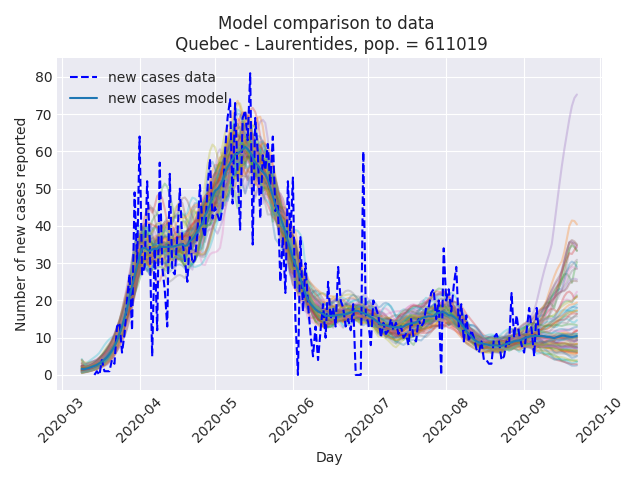 Model comparison to data
Quebec - Laurentides, pop. = 611019
new cases data
new cases model
Number of new cases reported
80
70
60
50
40
30
20
10
0
2020-03
2020-04
2020-05
2020-06
2020-07
2020-08
2020-09
2020-10
Day